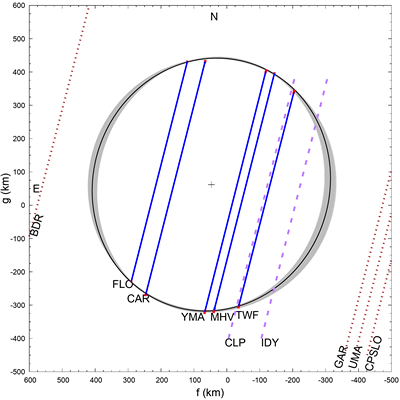 N
E
BDR
FLO
CAR
YMA
MHV
TWF
CLP
IDY
GAR
UMA
CPSLO
g (km)
600
500
400
300
200
100
0
-100
-200
-300
-400
-500
600 500 400 300 200 100 0 -100 -200 -300 -400 -500
f (km)